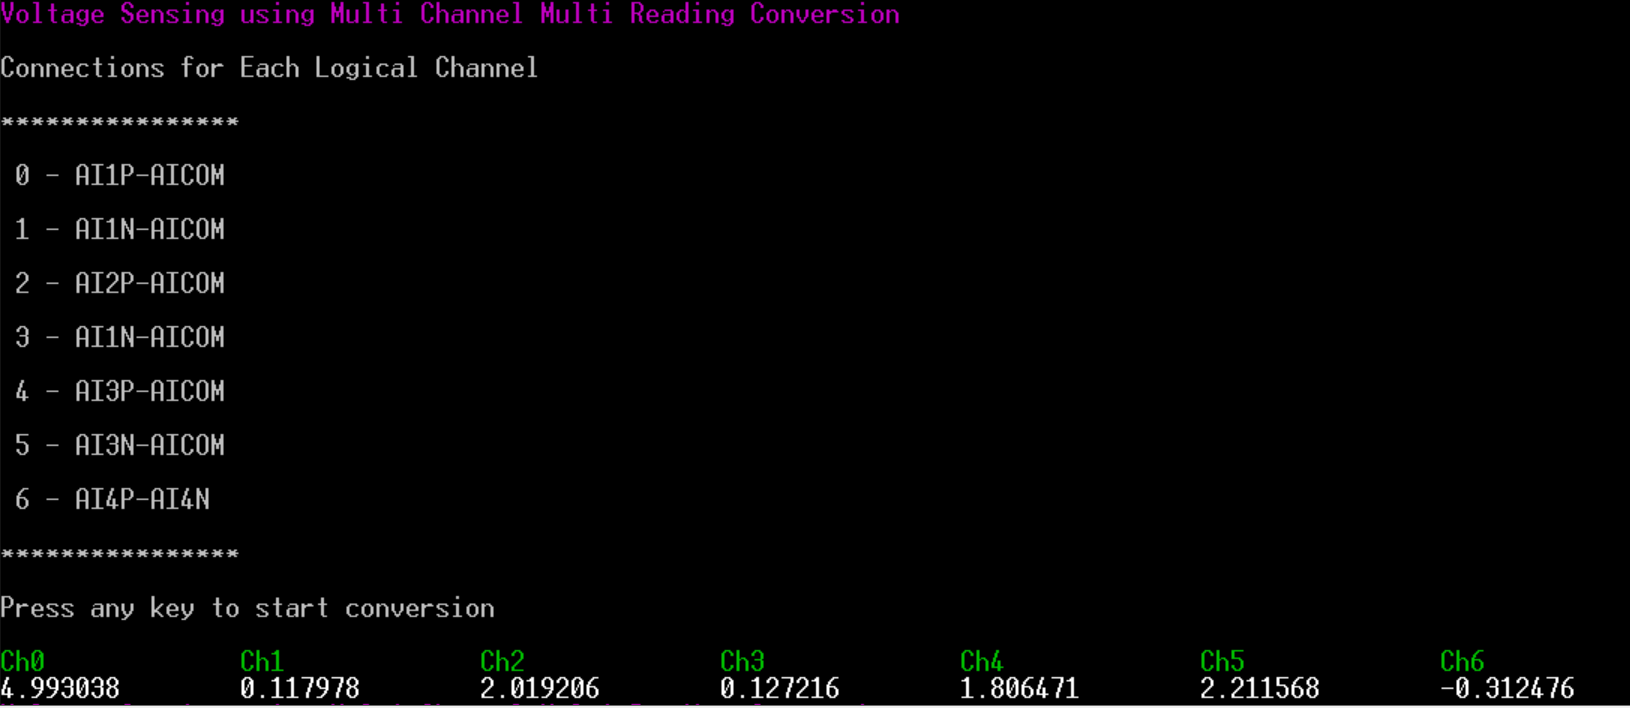 Voltage Sensing using Multi Channel Multi Reading Conversion
Connections for Each Logical Channel
****************
0 - AI1P-AICOM
1 - AI1N-AICOM
2 - AI2P-AICOM
3 - AI1N-AICOM
4 - AI3P-AICOM
5 - AI3N-AICOM
6 - AI4P-AI4N
****************
Press any key to start conversion
Ch0 Ch1 Ch2 Ch3 Ch4 Ch5 Ch6
4.993038 0.117978 2.019206 0.127216 1.806471 2.211568 -0.312476